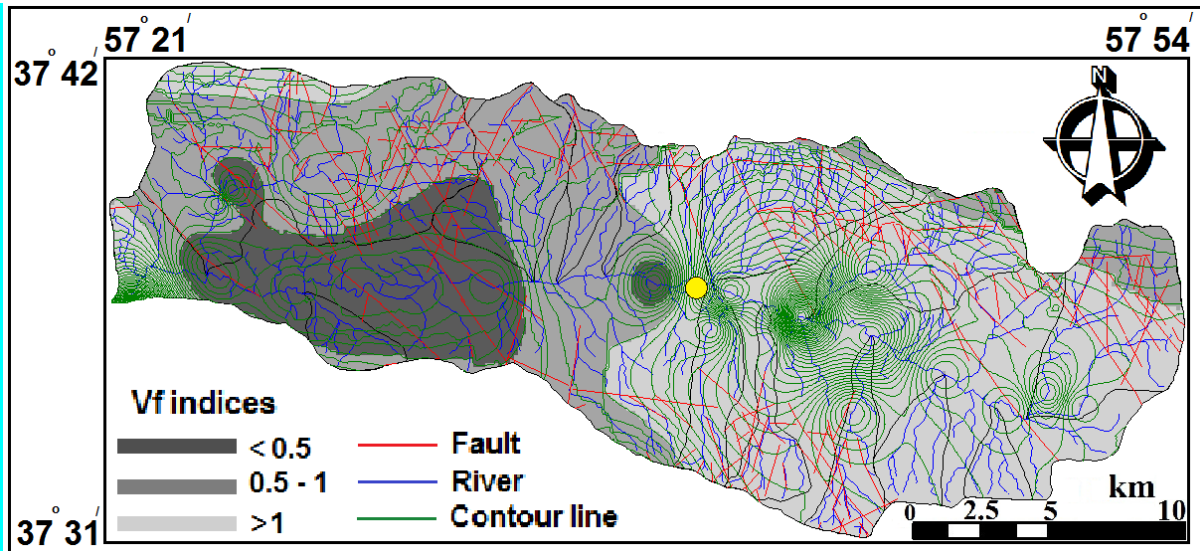 57° 21′
57° 54′
37° 42′
N
Vf indices
< 0.5
0.5 - 1
>1
Fault
River
Contour line
km
0 2.5 5 10
37° 31′